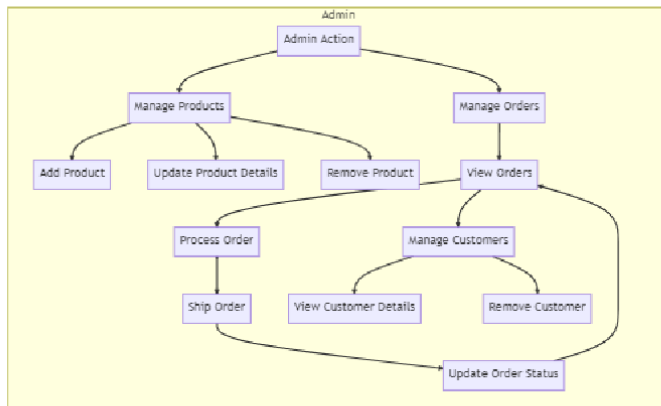 Admin
Admin Action
Manage Products
Manage Orders
Add Product
Update Product Details
Remove Product
View Orders
Process Order
Manage Customers
Ship Order
View Customer Details
Remove Customer
Update Order Status